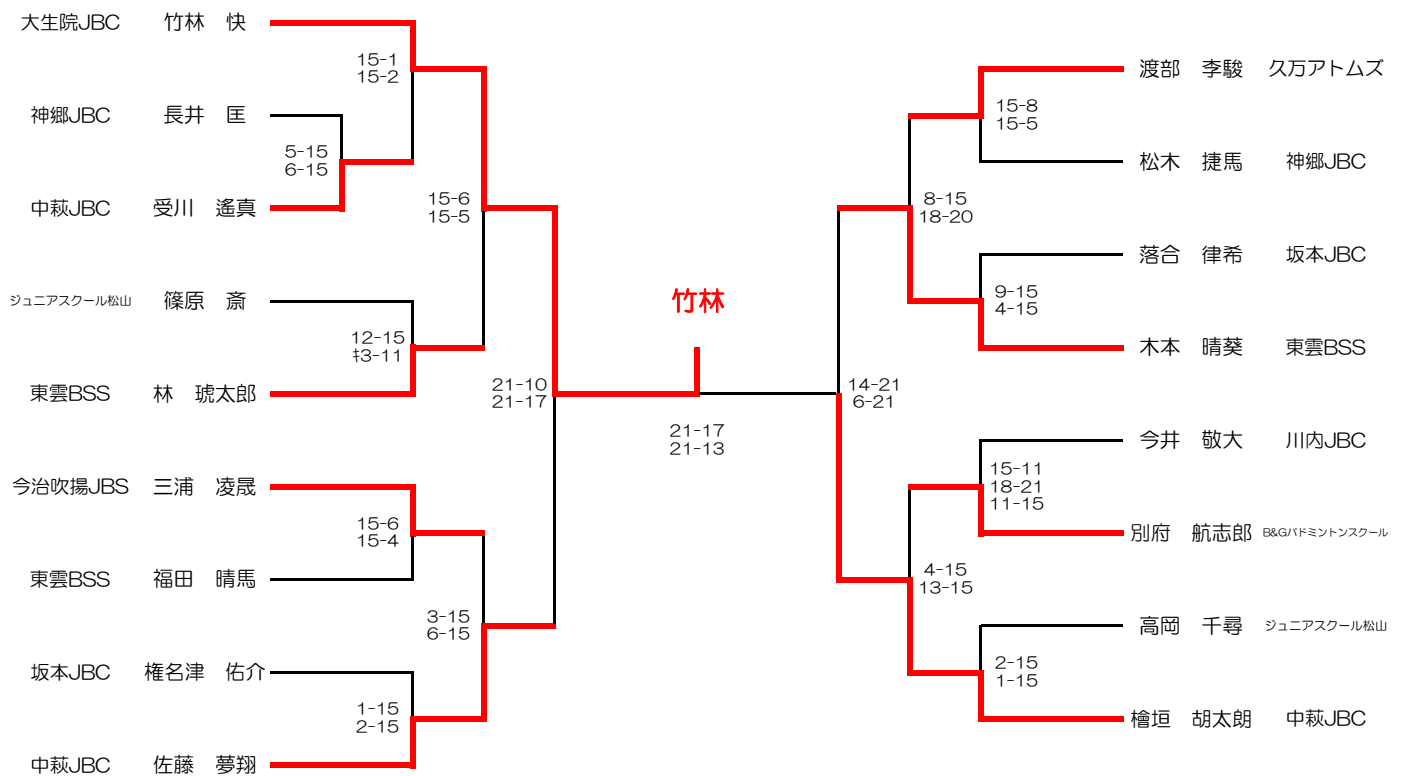 大生院JBC 竹林 快
15-1
15-2
神郷JBC 長井 匡
5-15
6-15
中萩JBC 受川 遙真
15-6
15-5
ジュニアスクール松山 篠原 斎
12-15
ｷ3-11
東雲BSS 林 琥太郎
21-10
21-17
今治吹揚JBS 三浦 凌晟
15-6
15-4
東雲BSS 福田 晴馬
3-15
6-15
坂本JBC 権名津 佑介
1-15
2-15
中萩JBC 佐藤 夢翔
竹林
21-17
21-13
渡部 李駿 久万アトムズ
15-8
15-5
松木 捷馬 神郷JBC
8-15
18-20
落合 律希 坂本JBC
9-15
4-15
木本 晴葵 東雲BSS
14-21
6-21
今井 敬大 川内JBC
15-11
18-21
11-15
別府 航志郎 B&Gバドミントンスクール
4-15
13-15
高岡 千尋 ジュニアスクール松山
2-15
1-15
檜垣 胡太朗 中萩JBC